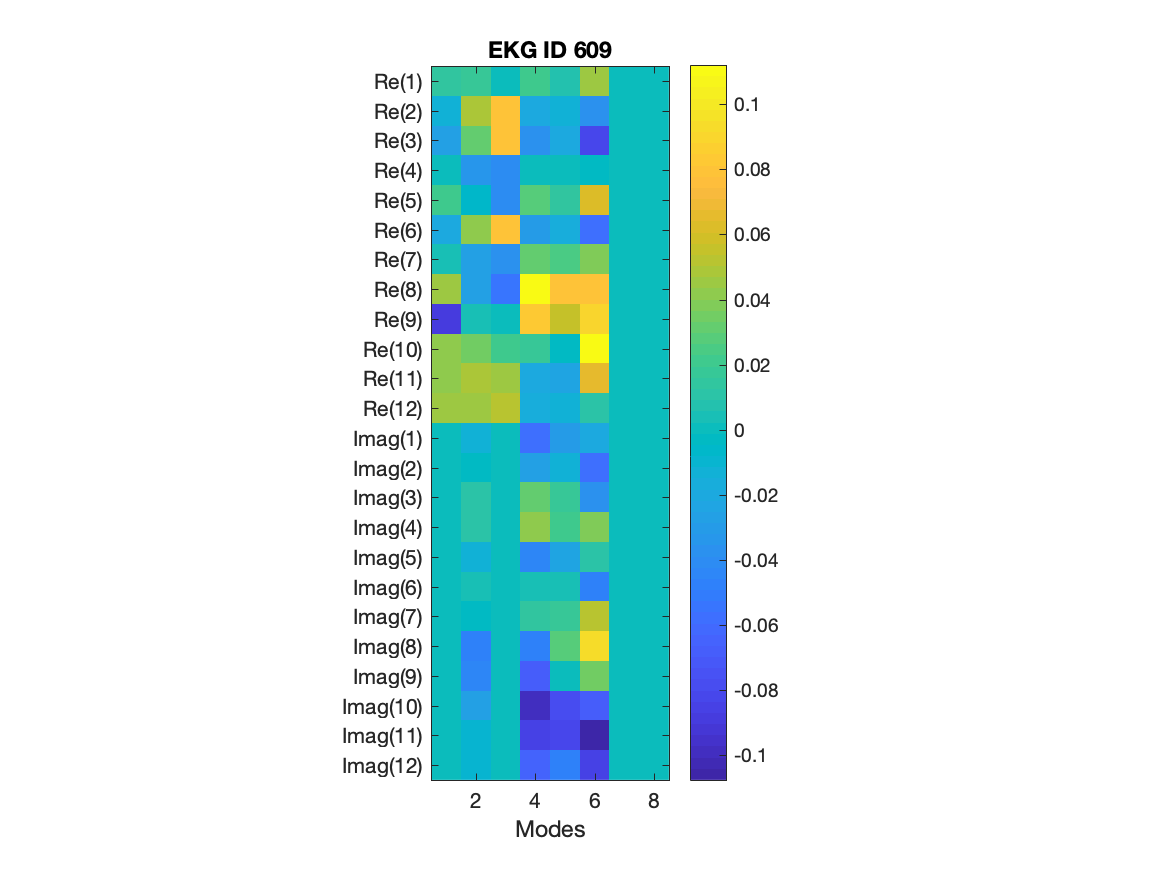 EKG ID 609
Re(1)
Re(2)
Re(3)
Re(4)
Re(5)
Re(6)
Re(7)
Re(8)
Re(9)
Re(10)
Re(11)
Re(12)
Imag(1)
Imag(2)
Imag(3)
Imag(4)
Imag(5)
Imag(6)
Imag(7)
Imag(8)
Imag(9)
Imag(10)
Imag(11)
Imag(12)
2 4 6 8
Modes
0.1
0.08
0.06
0.04
0.02
0
-0.02
-0.04
-0.06
-0.08
-0.1